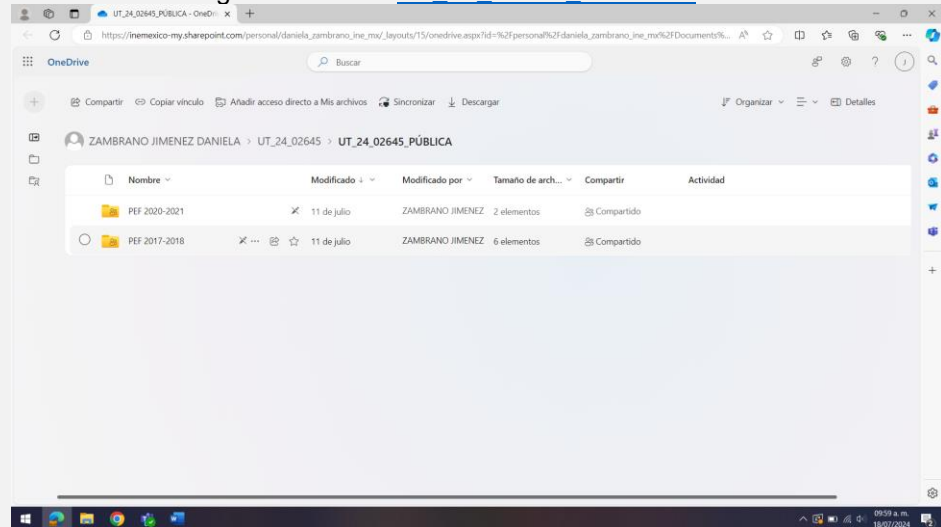 UT_24_02645_PÚBLICA - OneDri
https://inemexico-my.sharepoint.com/personal/daniela_zambrano_ine_mx/_layouts/15/onedrive.aspx?id=%2Fpersonal%2Fdaniela_zambrano_ine_mx%2FDocuments%...
OneDrive
Buscar
Compartir Copiar vínculo Añadir acceso directo a Mis archivos Sincronizar Descargar Organizar Detalles
ZAMBRANO JIMENEZ DANIELA > UT_24_02645 > UT_24_02645_PÚBLICA
Nombre Modificado Modificado por Tamaño de arch... Compartir Actividad
PEF 2020-2021 11 de julio ZAMBRANO JIMENEZ 2 elementos Compartido
PEF 2017-2018 11 de julio ZAMBRANO JIMENEZ 6 elementos Compartido
09:59 a. m.
18/07/2024